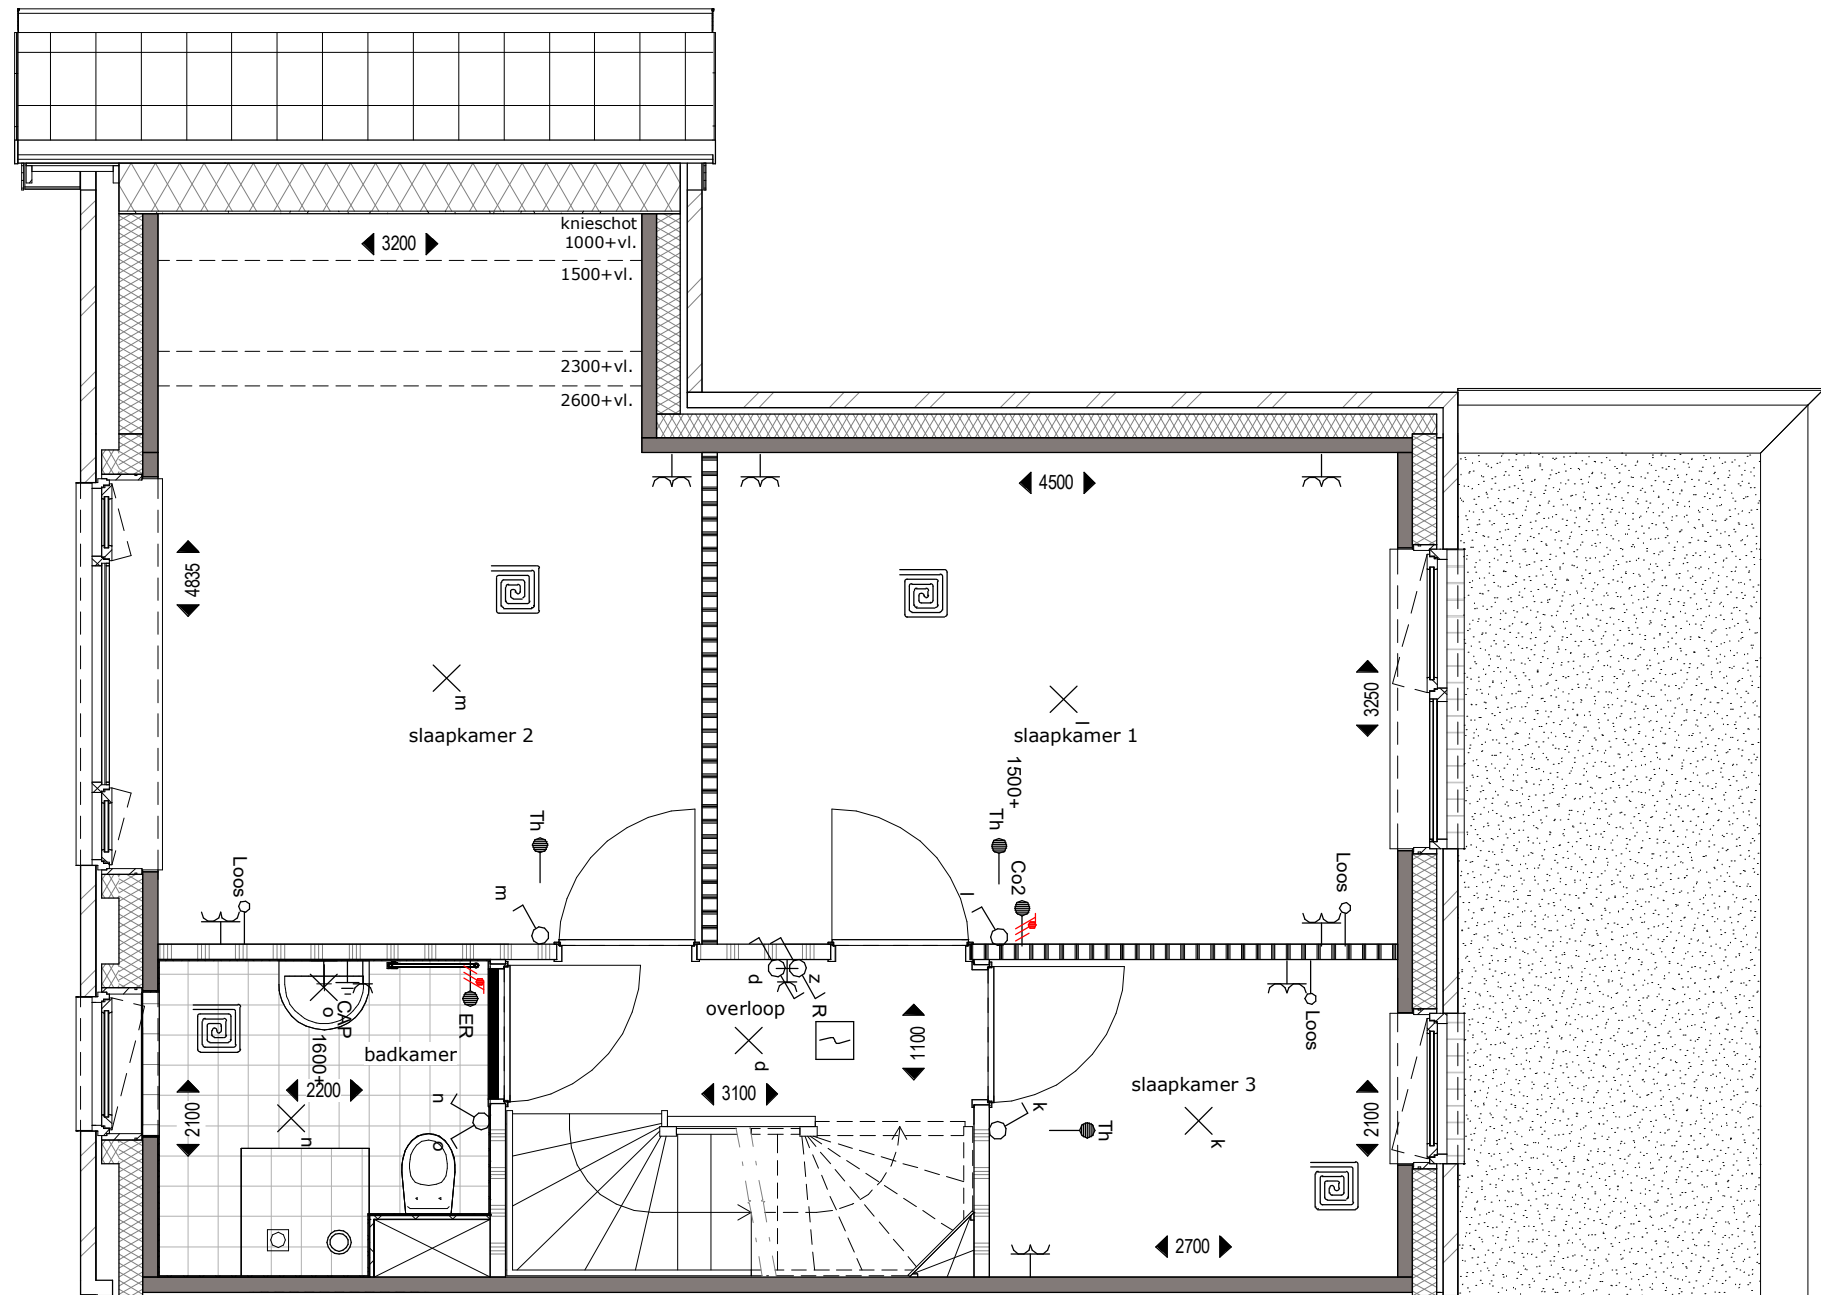 knieschot
1000+vl.
3200
1500+vl.
2300+vl.
2600+vl.
4500
4835
3250
m
slaapkamer 2
l
slaapkamer 1
1500+
Th
Th
Co2
Loos
Loos
m
l
d
z
R
overloop
d
1100
3100
o
CAP
ER
1600+
badkamer
2200
2100
n
n
o
Loos
slaapkamer 3
k
Th
k
2100
2700